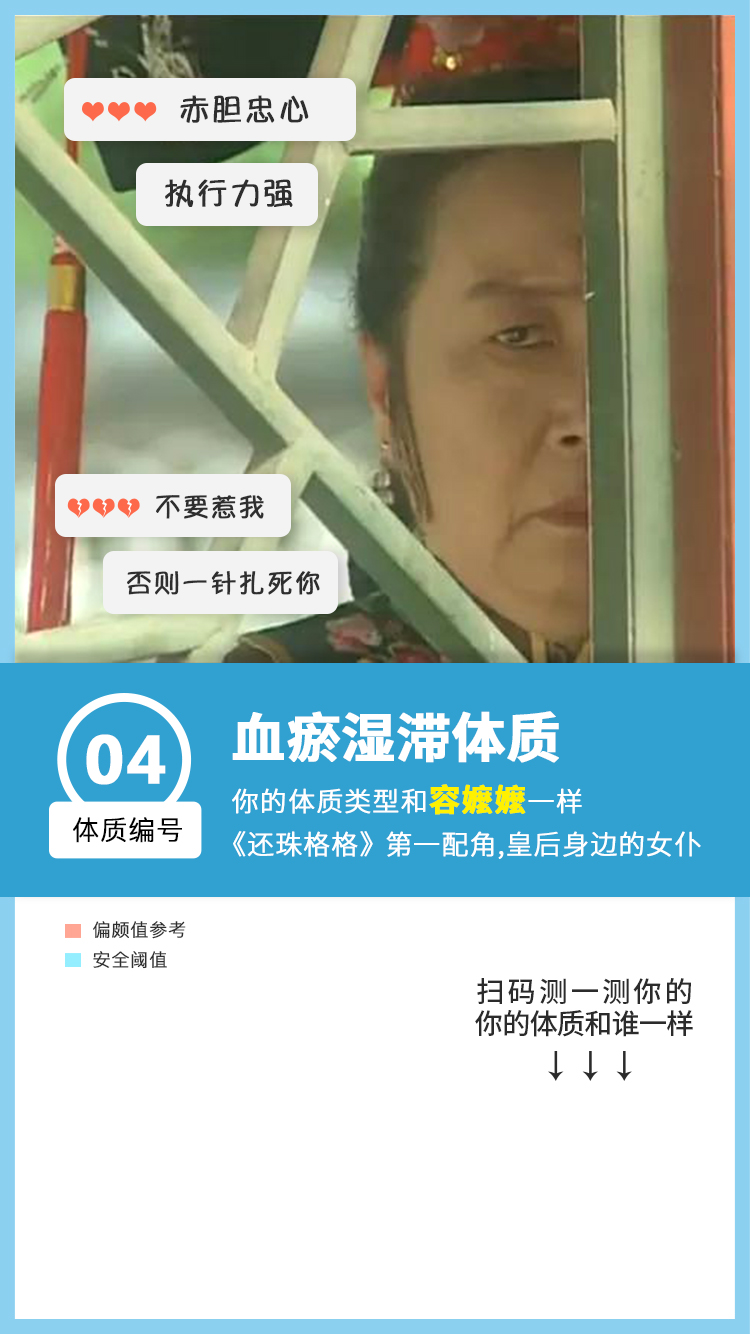 赤胆忠心
执行力强
不要惹我
否则一针扎死你
04
体质编号
血瘀湿滞体质
你的体质类型和容嬷嬷一样
《还珠格格》第一配角,皇后身边的女仆
偏颇值参考
安全阈值
扫码测一测你的
你的体质和谁一样
↓↓↓